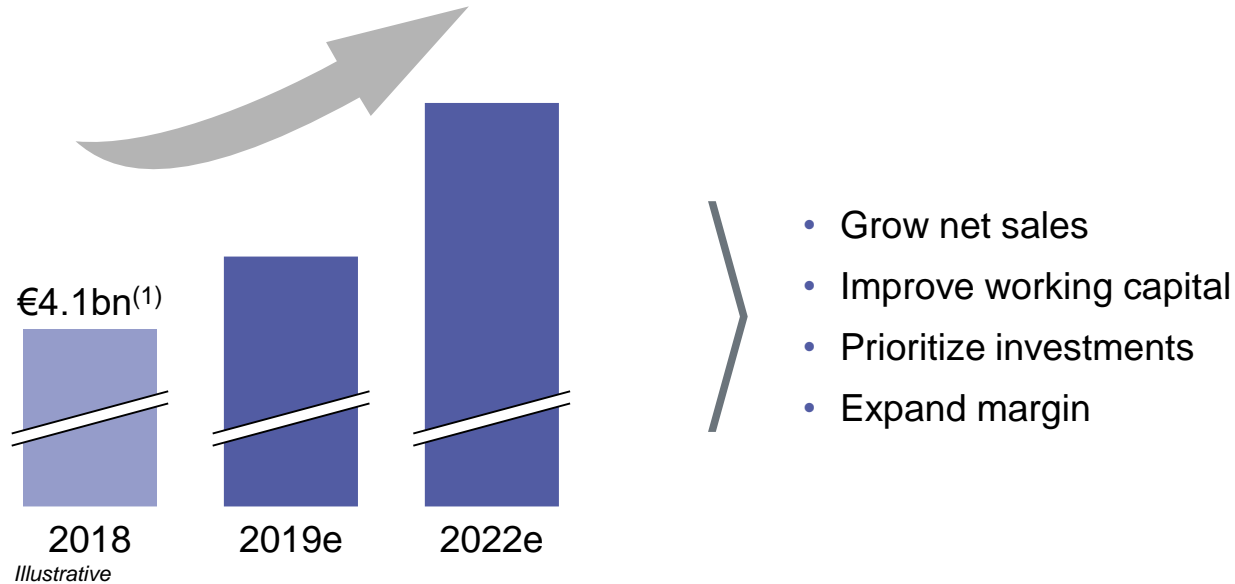 €4.1bn(1)
2018
2019e
2022e
Illustrative
• Grow net sales
• Improve working capital
• Prioritize investments
• Expand margin